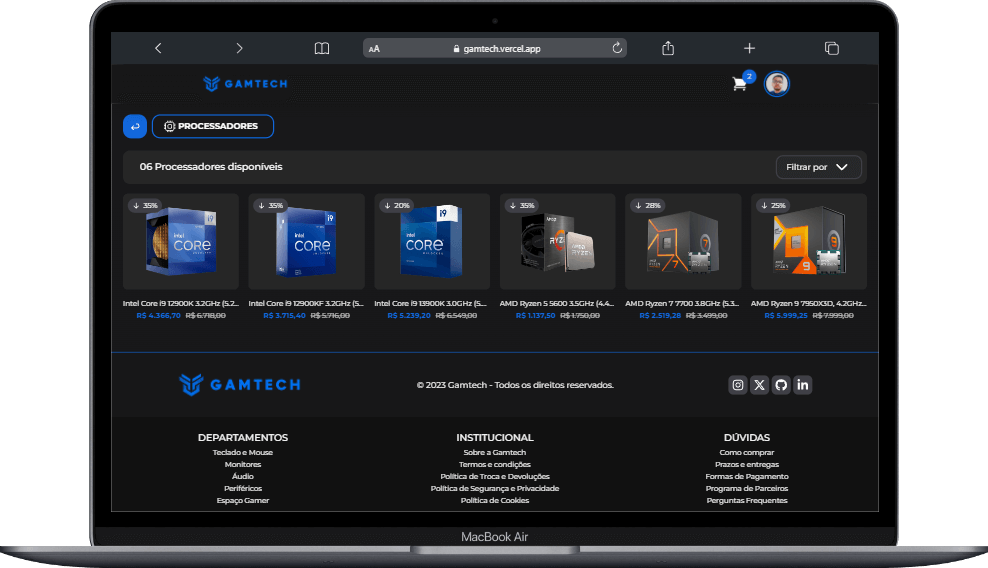 AA gamtech.vercel.app
GAMTECH 2
PROCESSADORES
06 Processadores disponíveis Filtrar por
35% 35% 20% 35% 28% 25%
intel CORE i9 intel CORE i9 intel CORE i9 AMD RYZEN AMD RYZEN 7 AMD RYZEN 9
Intel Core i9 12900K 3.2GHz (5.2... Intel Core i9 12900KF 3.2GHz (5... Intel Core i9 13900K 3.0GHz (5.... AMD Ryzen 5 5600 3.5GHz (4.4... AMD Ryzen 7 7700 3.8GHz (5.3... AMD Ryzen 9 7950X3D, 4.2GHz...
R$ 4.366,70 R$ 6.718,00 R$ 3.715,40 R$ 5.716,00 R$ 5.239,20 R$ 6.549,00 R$ 1.137,50 R$ 1.750,00 R$ 2.519,28 R$ 3.499,00 R$ 5.999,25 R$ 7.999,00
GAMTECH © 2023 Gamtech - Todos os direitos reservados.
DEPARTAMENTOS INSTITUCIONAL DÚVIDAS
Teclado e Mouse Sobre a Gamtech Como comprar
Monitores Termos e condições Prazos e entregas
Áudio Política de Troca e Devoluções Formas de Pagamento
Periféricos Política de Segurança e Privacidade Programa de Parceiros
Espaço Gamer Política de Cookies Perguntas Frequentes
MacBook Air